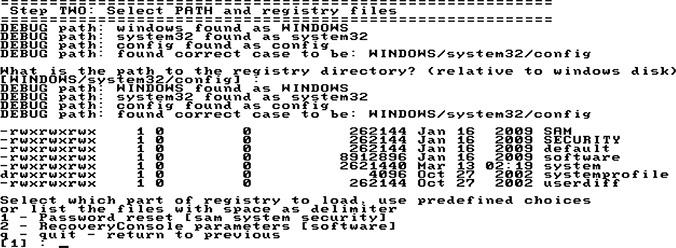 =========================================================
 Step TWO: Select PATH and registry files
=========================================================
DEBUG path: windows found as WINDOWS
DEBUG path: system32 found as system32
DEBUG path: config found as config
DEBUG path: found correct case to be: WINDOWS/system32/config
What is the path to the registry directory? (relative to windows disk)
[WINDOWS/system32/config] :
DEBUG path: WINDOWS found as WINDOWS
DEBUG path: system32 found as system32
DEBUG path: config found as config
DEBUG path: found correct case to be: WINDOWS/system32/config
-rwxrwxrwx 1 0 0 262144 Jan 16 2009 SAM
-rwxrwxrwx 1 0 0 262144 Jan 16 2009 SECURITY
-rwxrwxrwx 1 0 0 262144 Jan 16 2009 default
-rwxrwxrwx 1 0 0 8912896 Jan 16 2009 software
-rwxrwxrwx 1 0 0 2621440 Mar 13 02:19 system
drwxrwxrwx 1 0 0 4096 Oct 27 2002 systemprofile
-rwxrwxrwx 1 0 0 262144 Oct 27 2002 userdiff
Select which part of registry to load, use predefined choices
or list the files with space as delimiter
1 - Password reset [sam system security]
2 - RecoveryConsole parameters [software]
q - quit - return to previous
[1] : _